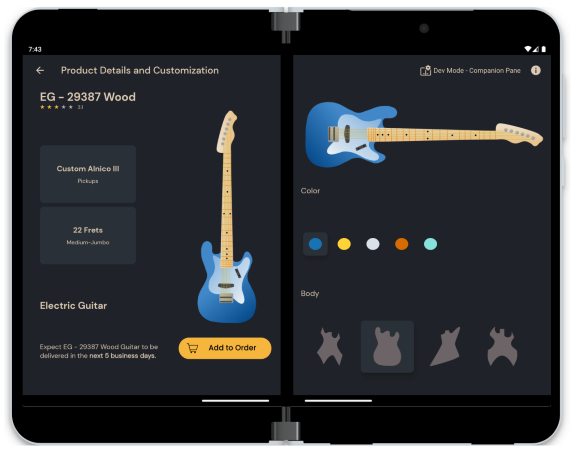 7:43
Product Details and Customization
Dev Mode - Companion Pane
EG - 29387 Wood
3.1
Custom Alnico III
Pickups
22 Frets
Medium-Jumbo
Electric Guitar
Expect EG - 29387 Wood Guitar to be
delivered in the next 5 business days.
Add to Order
Color
Body